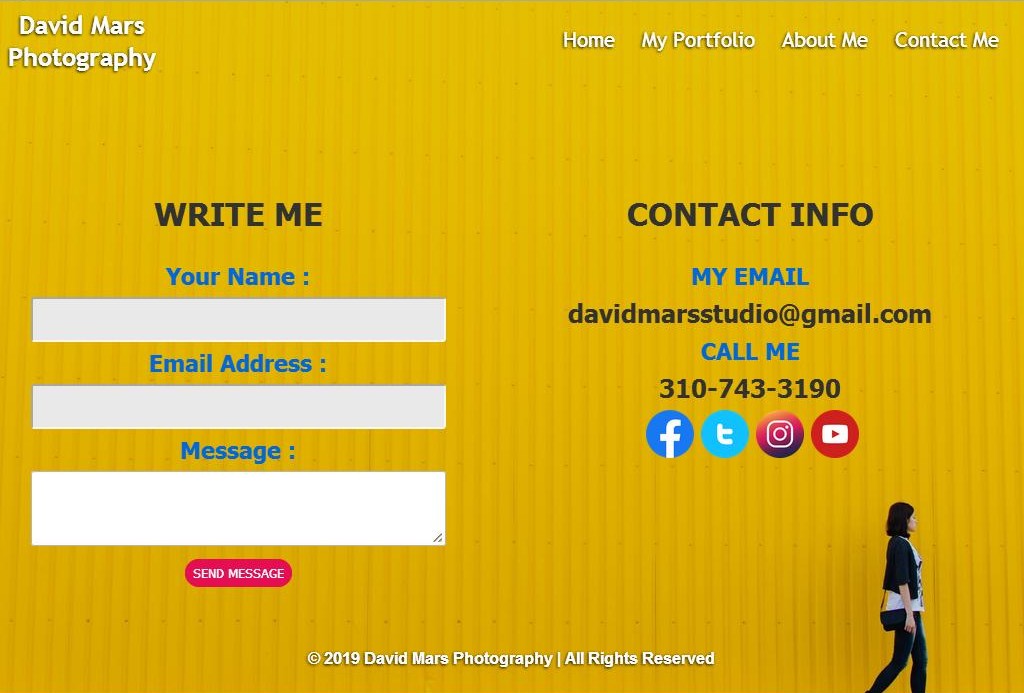 David Mars
Photography
Home My Portfolio About Me Contact Me
WRITE ME
Your Name :
Email Address :
Message :
SEND MESSAGE
CONTACT INFO
MY EMAIL
davidmarsstudio@gmail.com
CALL ME
310-743-3190
© 2019 David Mars Photography | All Rights Reserved